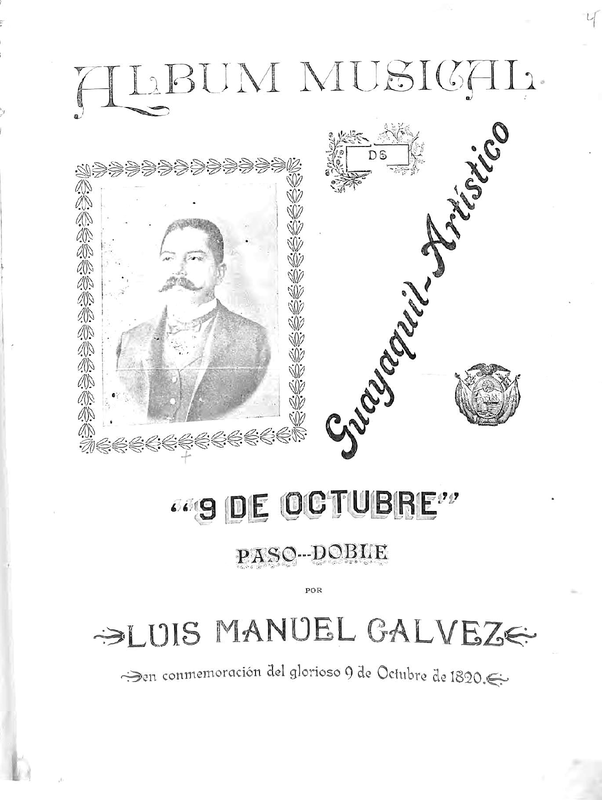 4
ALBUM MUSICAL
DE
Guayaquil-Artístico
"9 DE OCTUBRE"
PASO---DOBLE
POR
LUIS MANUEL GALVEZ
en conmemoración del glorioso 9 de Octubre de 1820.